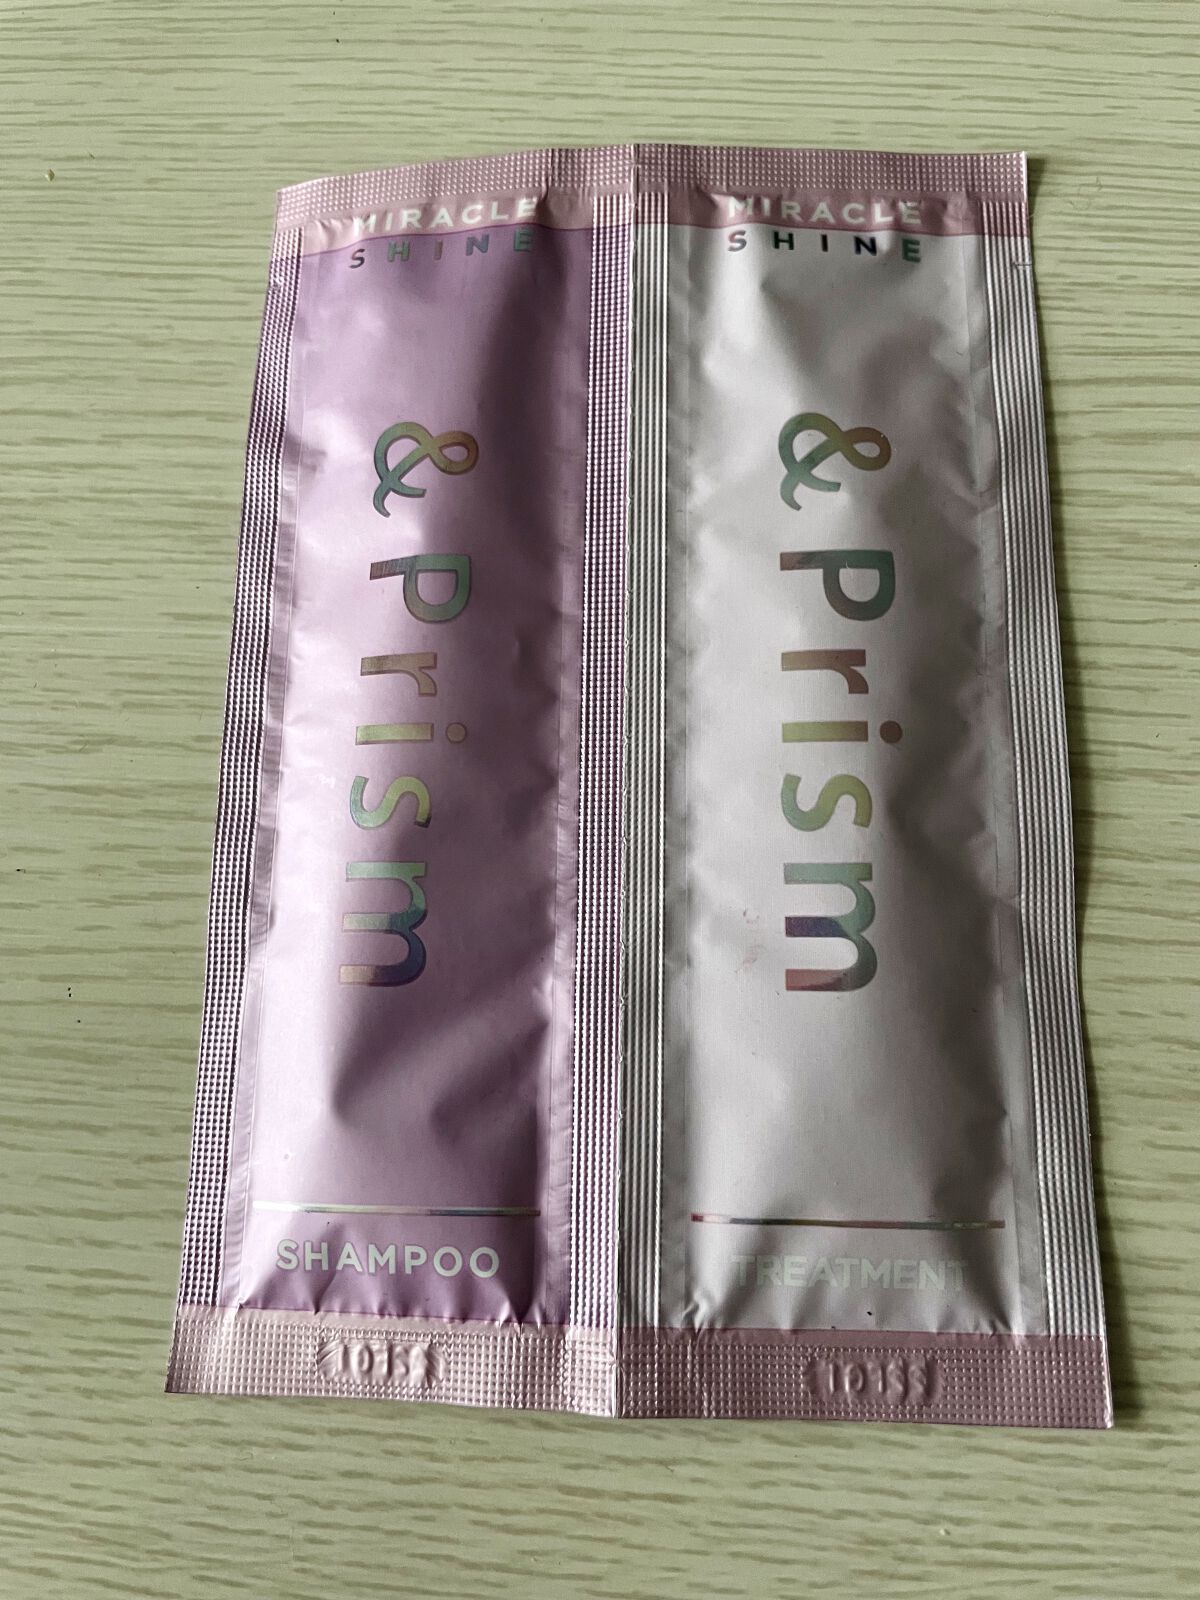 MIRACLE
SHINE
& Prism
SHAMPOO
MIRACLE
SHINE
& Prism
TREATMENT